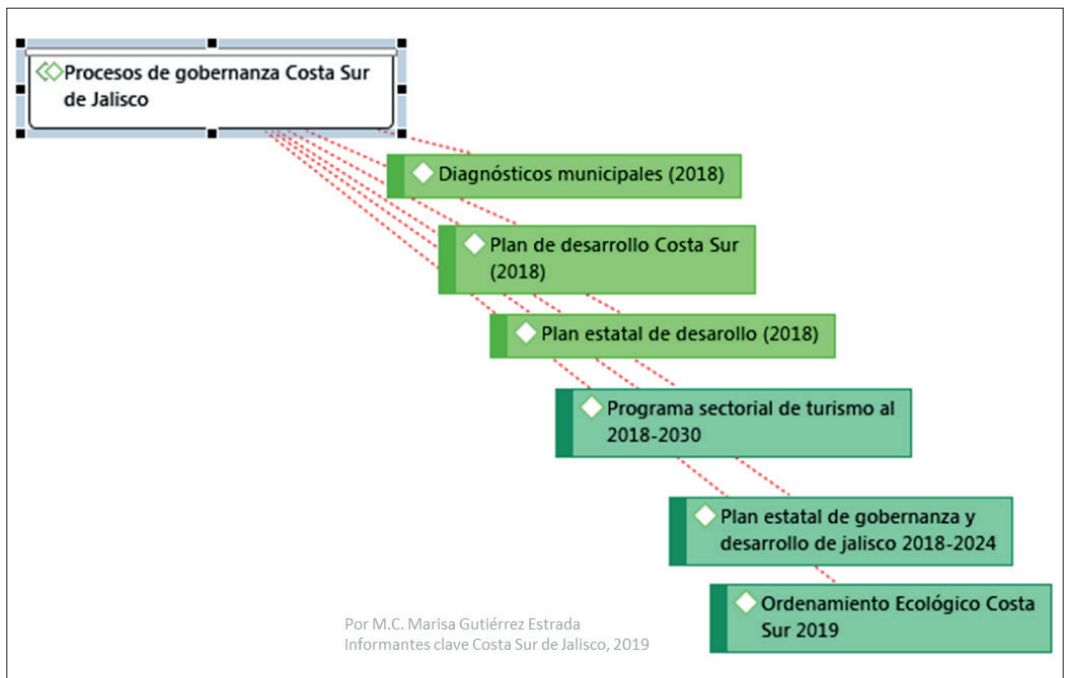 Procesos de gobernanza Costa Sur
de Jalisco
Diagnósticos municipales (2018)
Plan de desarrollo Costa Sur
(2018)
Plan estatal de desarollo (2018)
Programa sectorial de turismo al
2018-2030
Plan estatal de gobernanza y
desarrollo de jalisco 2018-2024
Ordenamiento Ecológico Costa
Sur 2019
Por M.C. Marisa Gutiérrez Estrada
Informantes clave Costa Sur de Jalisco, 2019